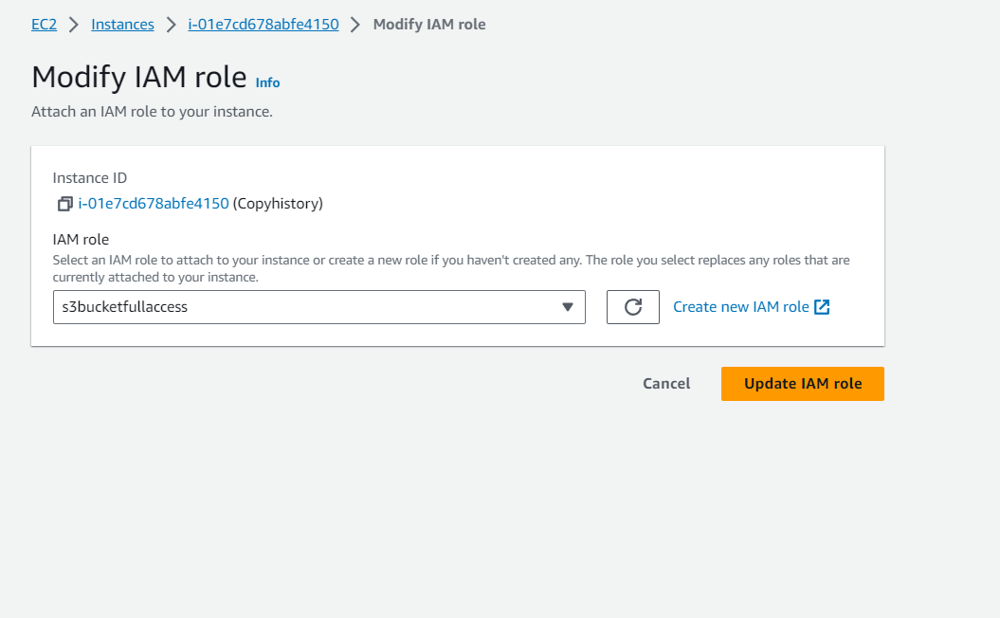 EC2 > Instances > i-01e7cd678abfe4150 > Modify IAM role
Modify IAM role Info
Attach an IAM role to your instance.
Instance ID
i-01e7cd678abfe4150 (Copyhistory)
IAM role
Select an IAM role to attach to your instance or create a new role if you haven't created any. The role you select replaces any roles that are
currently attached to your instance.
s3bucketfullaccess
Create new IAM role
Cancel
Update IAM role